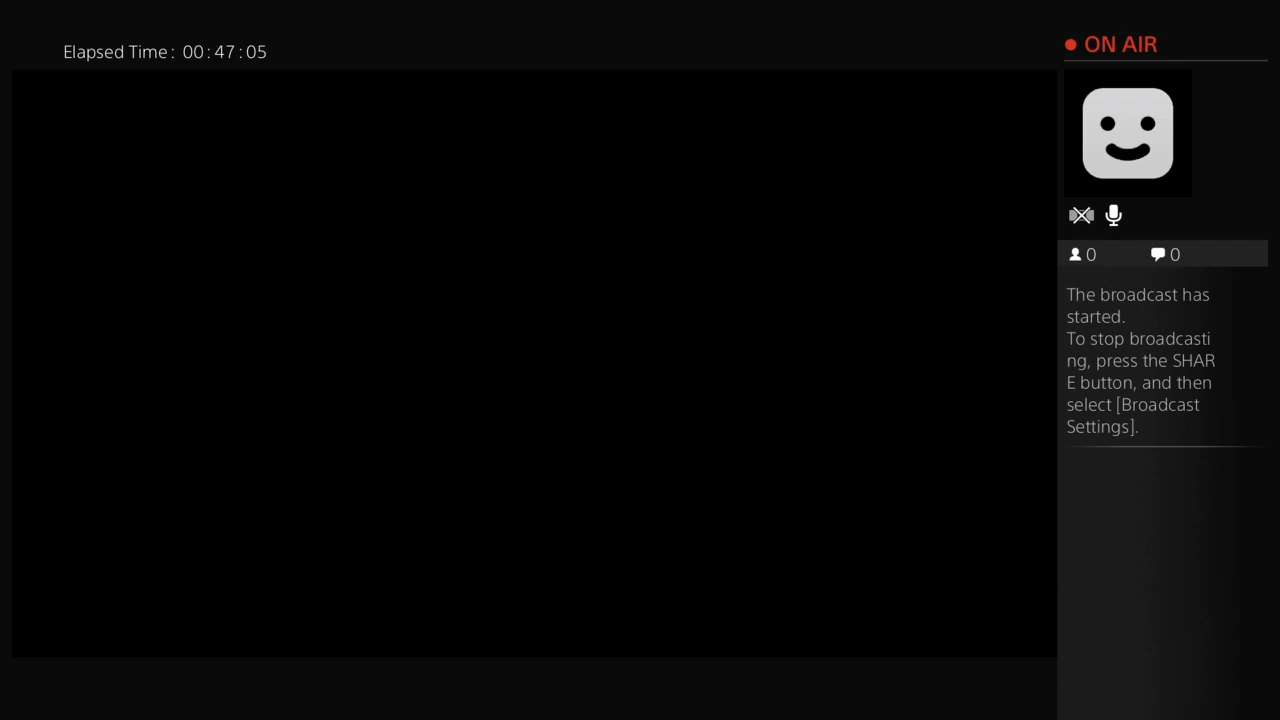 Elapsed Time: 00:47:05
ON AIR
0 0
The broadcast has
started.
To stop broadcasti
ng, press the SHAR
E button, and then
select [Broadcast
Settings].